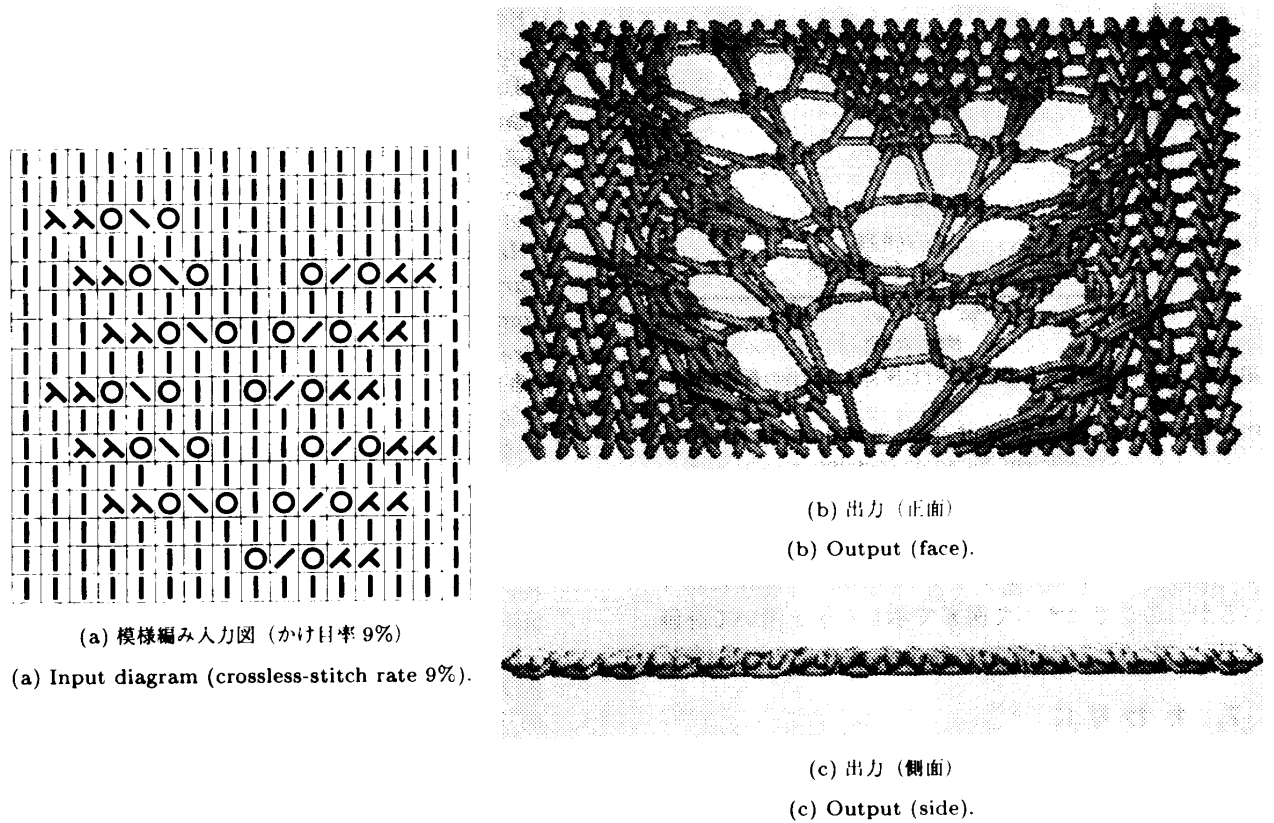 (a) 模様編み入力図 (かけ目率 9%)
(a) Input diagram (crossless-stitch rate 9%).
(b) 出力 (正面)
(b) Output (face).
(c) 出力 (側面)
(c) Output (side).